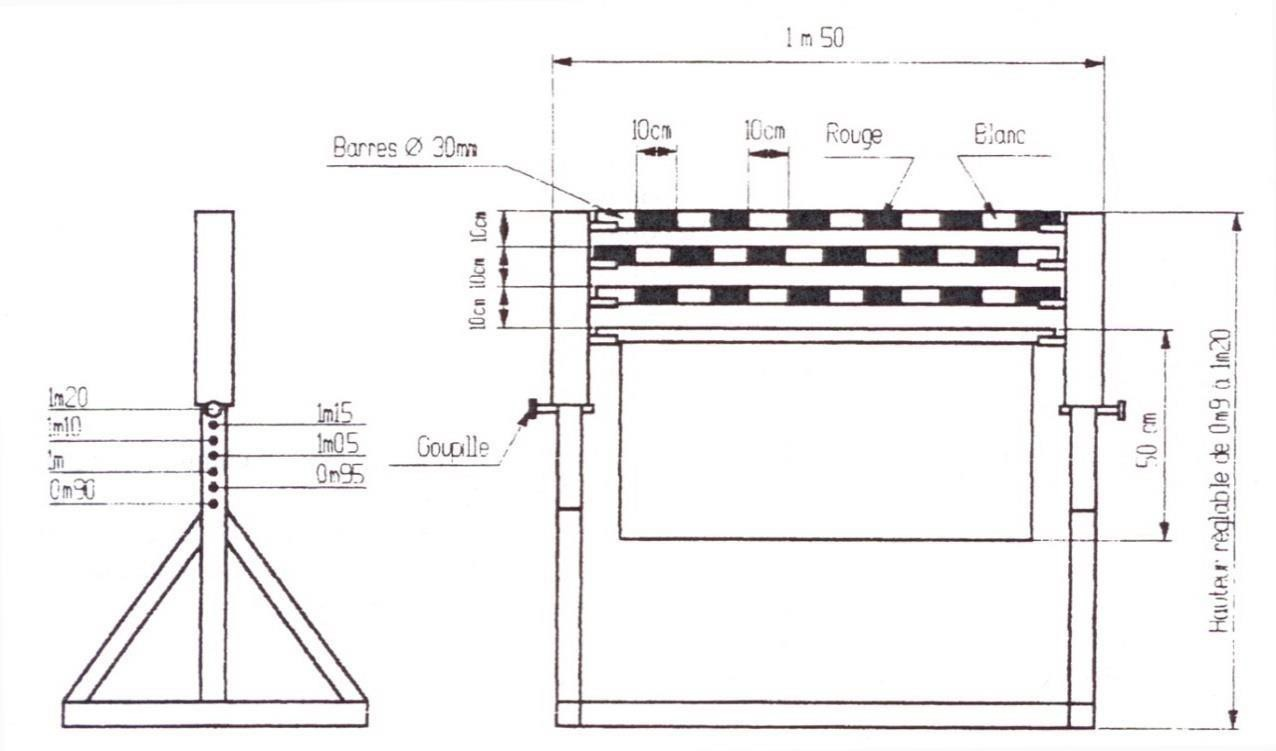 1 m 50
10cm
10cm
Rouge
Blanc
Barres Ø 30mm
10cm
10cm
10cm
1m20
1m15
1m10
1m05
1m
0m95
0m90
Goupille
50 cm
Hauteur réglable de 0m9 à 1m20